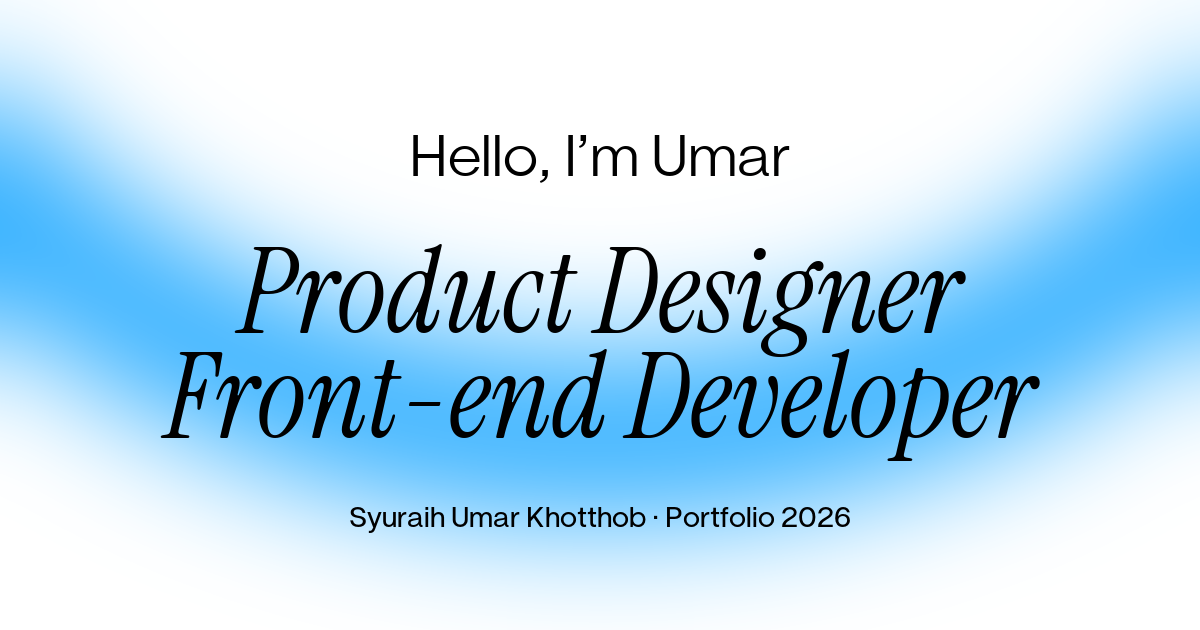 Hello, I’m Umar
Product Designer
Front-end Developer
Syuraih Umar Khotthob · Portfolio 2026